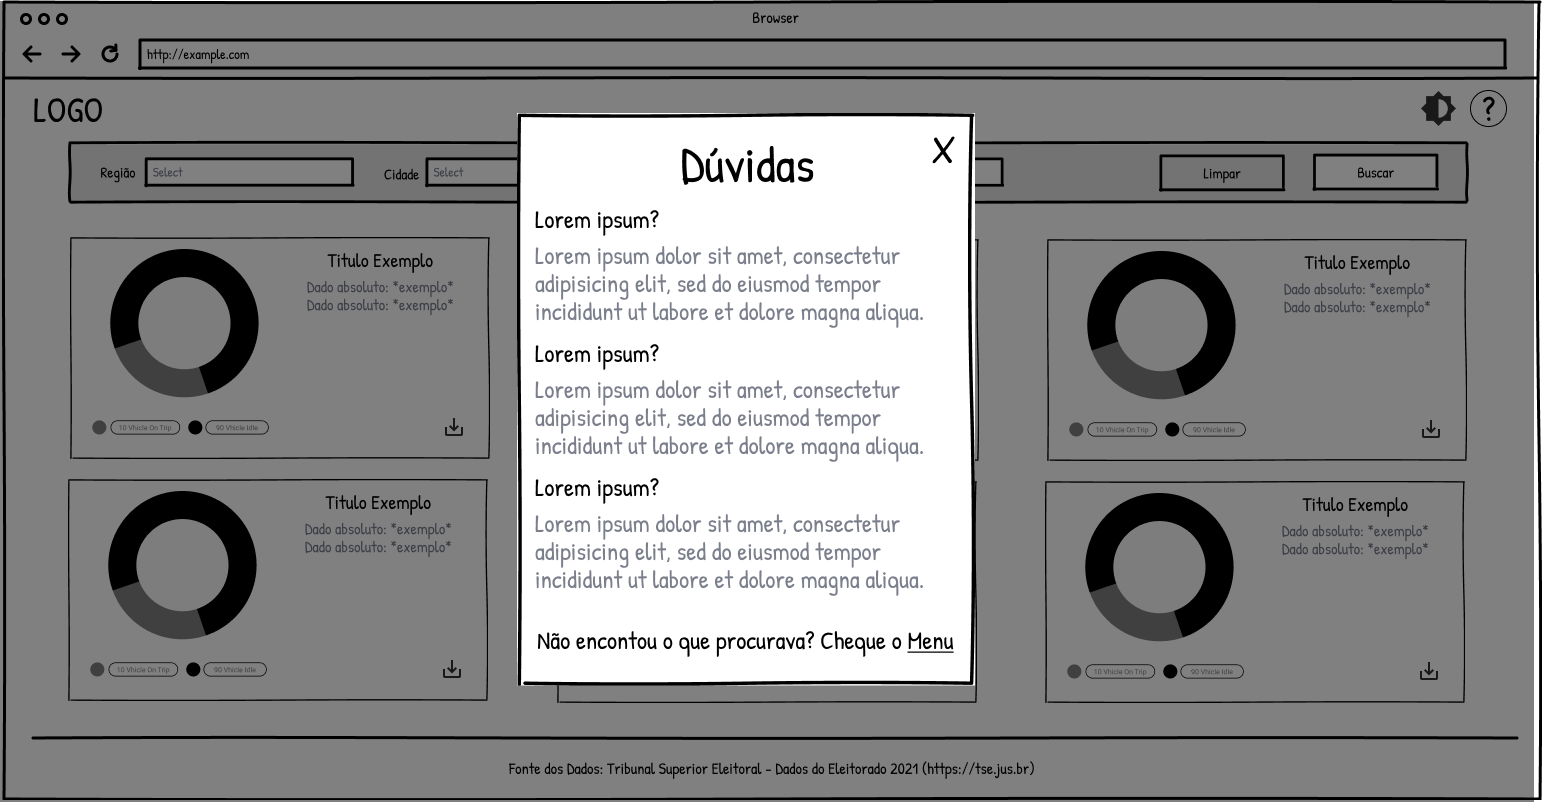 Browser
http://example.com
LOGO
?
Região Select Cidade Select Limpar Buscar
Dúvidas
X
Lorem ipsum?
Lorem ipsum dolor sit amet, consectetur
adipisicing elit, sed do eiusmod tempor
incididunt ut labore et dolore magna aliqua.
Lorem ipsum?
Lorem ipsum dolor sit amet, consectetur
adipisicing elit, sed do eiusmod tempor
incididunt ut labore et dolore magna aliqua.
Lorem ipsum?
Lorem ipsum dolor sit amet, consectetur
adipisicing elit, sed do eiusmod tempor
incididunt ut labore et dolore magna aliqua.
Não encontou o que procurava? Cheque o Menu
Titulo Exemplo
Dado absoluto: *exemplo*
Dado absoluto: *exemplo*
10 Vhicle On Trip 90 Vhicle Idle
Titulo Exemplo
Dado absoluto: *exemplo*
Dado absoluto: *exemplo*
10 Vhicle On Trip 90 Vhicle Idle
Titulo Exemplo
Dado absoluto: *exemplo*
Dado absoluto: *exemplo*
10 Vhicle On Trip 90 Vhicle Idle
Titulo Exemplo
Dado absoluto: *exemplo*
Dado absoluto: *exemplo*
10 Vhicle On Trip 90 Vhicle Idle
Fonte dos Dados: Tribunal Superior Eleitoral - Dados do Eleitorado 2021 (https://tse.jus.br)